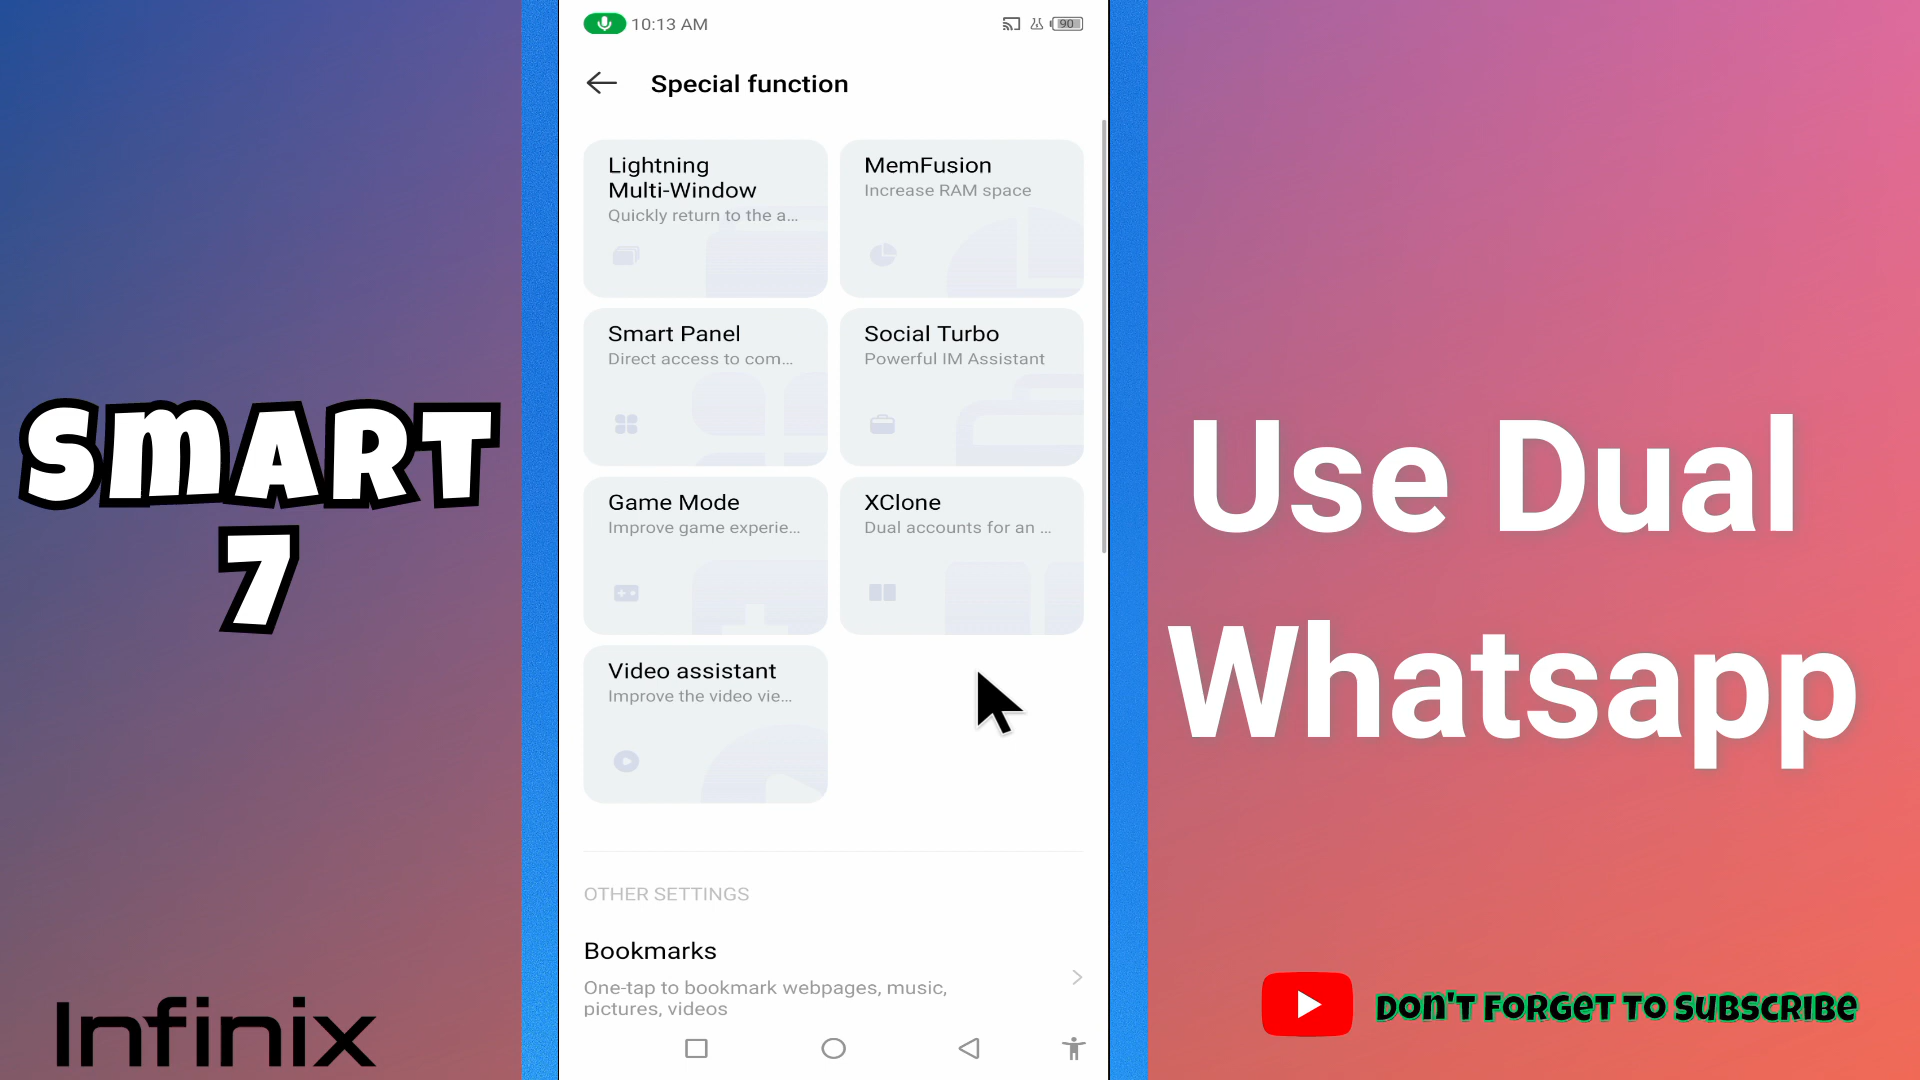 SMART
7
Infinix
10:13 AM
90
Special function
Lightning
Multi-Window
Quickly return to the a...
MemFusion
Increase RAM space
Smart Panel
Direct access to com...
Social Turbo
Powerful IM Assistant
Game Mode
Improve game experie...
XClone
Dual accounts for an ...
Video assistant
Improve the video vie...
OTHER SETTINGS
Bookmarks
One-tap to bookmark webpages, music,
pictures, videos
Use Dual
Whatsapp
DON'T FORGET TO SUBSCRIBE